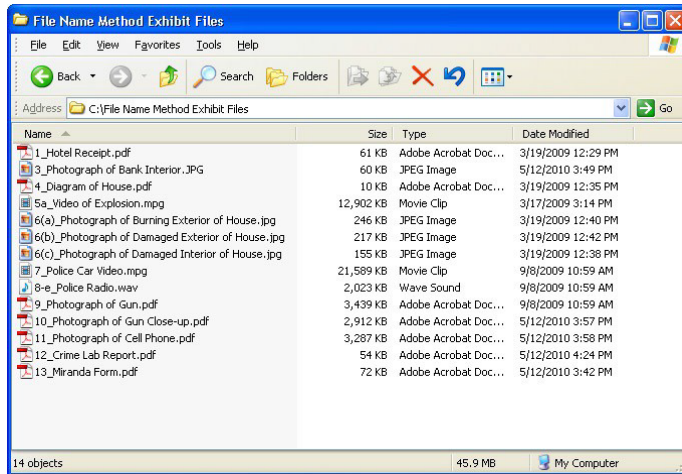 File Name Method Exhibit Files
File Edit View Favorites Tools Help
Back Search Folders
Address C:\File Name Method Exhibit Files Go
Name Size Type Date Modified
1_Hotel Receipt.pdf 61 KB Adobe Acrobat Doc... 3/19/2009 12:29 PM
3_Photograph of Bank Interior.JPG 60 KB JPEG Image 5/12/2010 3:49 PM
4_Diagram of House.pdf 10 KB Adobe Acrobat Doc... 3/19/2009 12:35 PM
5a_Video of Explosion.mpg 12,902 KB Movie Clip 3/17/2009 3:14 PM
6(a)_Photograph of Burning Exterior of House.jpg 246 KB JPEG Image 3/19/2009 12:40 PM
6(b)_Photograph of Damaged Exterior of House.jpg 217 KB JPEG Image 3/19/2009 12:42 PM
6(c)_Photograph of Damaged Interior of House.jpg 155 KB JPEG Image 3/19/2009 12:38 PM
7_Police Car Video.mpg 21,589 KB Movie Clip 9/8/2009 10:59 AM
8-e_Police Radio.wav 2,023 KB Wave Sound 9/8/2009 10:59 AM
9_Photograph of Gun.pdf 3,439 KB Adobe Acrobat Doc... 9/8/2009 10:59 AM
10_Photograph of Gun Close-up.pdf 2,912 KB Adobe Acrobat Doc... 5/12/2010 3:57 PM
11_Photograph of Cell Phone.pdf 3,287 KB Adobe Acrobat Doc... 5/12/2010 3:58 PM
12_Crime Lab Report.pdf 54 KB Adobe Acrobat Doc... 5/12/2010 4:24 PM
13_Miranda Form.pdf 72 KB Adobe Acrobat Doc... 5/12/2010 3:42 PM
14 objects 45.9 MB My Computer